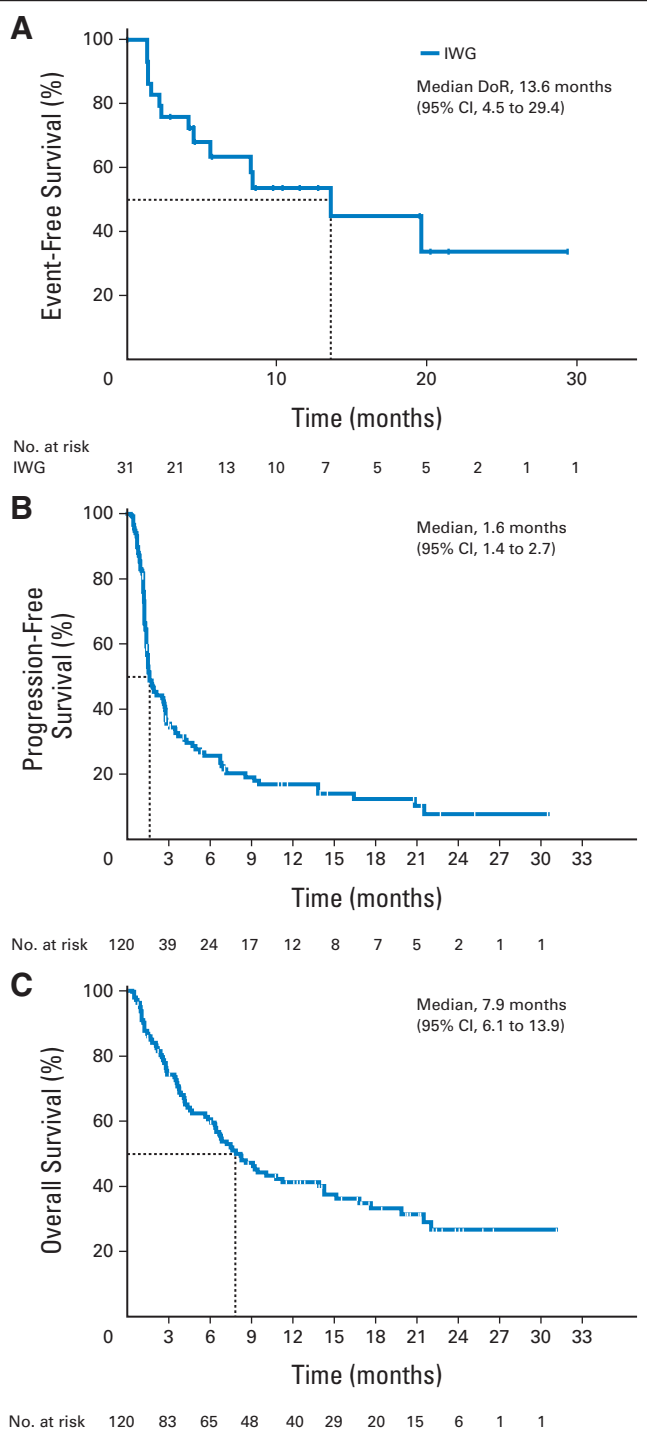 A
Event-Free Survival (%)
100
80
60
40
20
0
10
20
30
IWG
Median DoR, 13.6 months
(95% CI, 4.5 to 29.4)
Time (months)
No. at risk
IWG 31 21 13 10 7 5 5 2 1 1
B
Progression-Free
Survival (%)
100
80
60
40
20
0 3 6 9 12 15 18 21 24 27 30 33
Median, 1.6 months
(95% CI, 1.4 to 2.7)
Time (months)
No. at risk 120 39 24 17 12 8 7 5 2 1 1
C
Overall Survival (%)
100
80
60
40
20
0 3 6 9 12 15 18 21 24 27 30 33
Median, 7.9 months
(95% CI, 6.1 to 13.9)
Time (months)
No. at risk 120 83 65 48 40 29 20 15 6 1 1